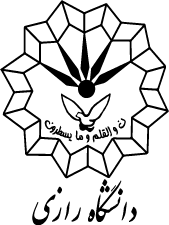 ن والقلم و ما یسطرون
دانشگاه رازی